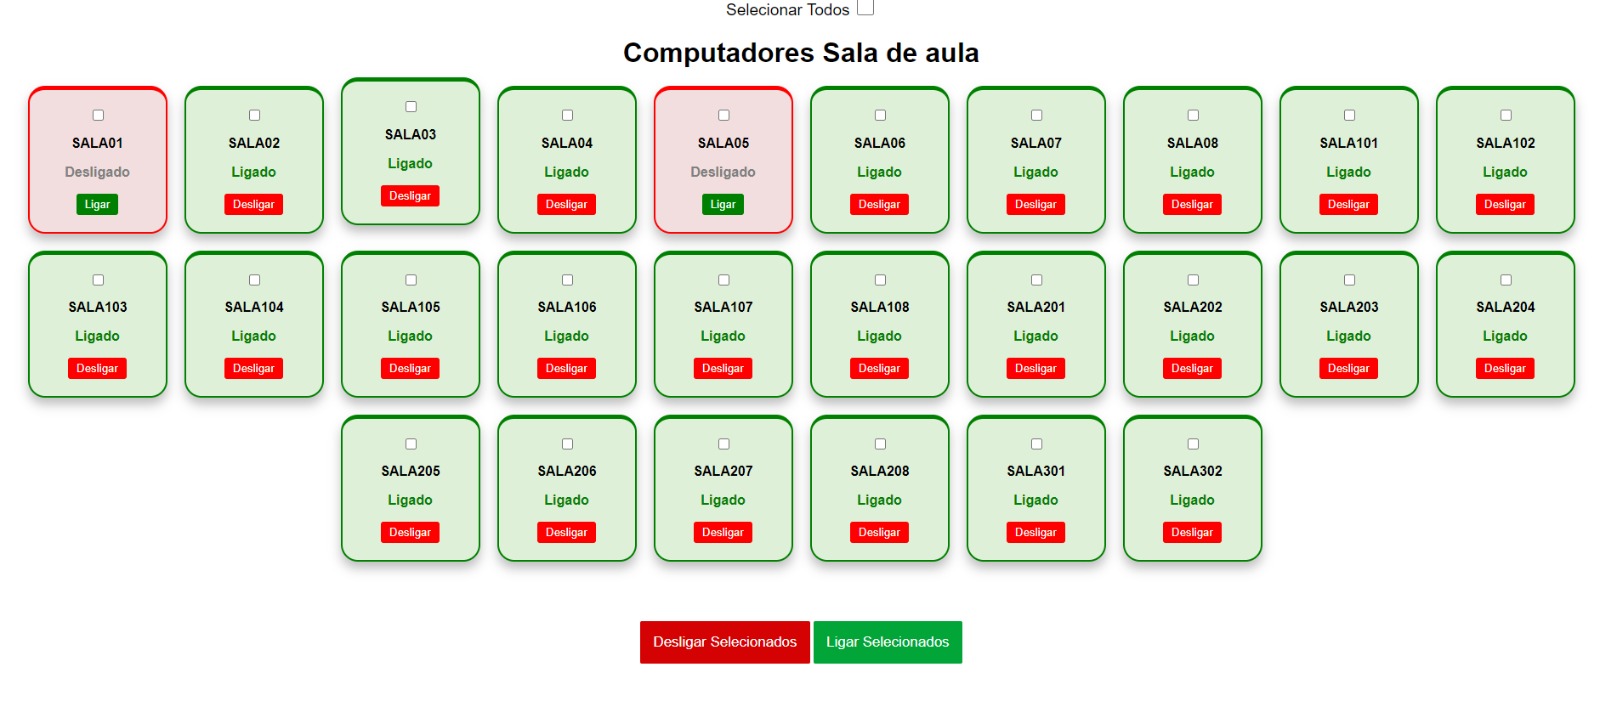 Selecionar Todos
Computadores Sala de aula
SALA01
Desligado
Ligar
SALA02
Ligado
Desligar
SALA03
Ligado
Desligar
SALA04
Ligado
Desligar
SALA05
Desligado
Ligar
SALA06
Ligado
Desligar
SALA07
Ligado
Desligar
SALA08
Ligado
Desligar
SALA101
Ligado
Desligar
SALA102
Ligado
Desligar
SALA103
Ligado
Desligar
SALA104
Ligado
Desligar
SALA105
Ligado
Desligar
SALA106
Ligado
Desligar
SALA107
Ligado
Desligar
SALA108
Ligado
Desligar
SALA201
Ligado
Desligar
SALA202
Ligado
Desligar
SALA203
Ligado
Desligar
SALA204
Ligado
Desligar
SALA205
Ligado
Desligar
SALA206
Ligado
Desligar
SALA207
Ligado
Desligar
SALA208
Ligado
Desligar
SALA301
Ligado
Desligar
SALA302
Ligado
Desligar
Desligar Selecionados
Ligar Selecionados